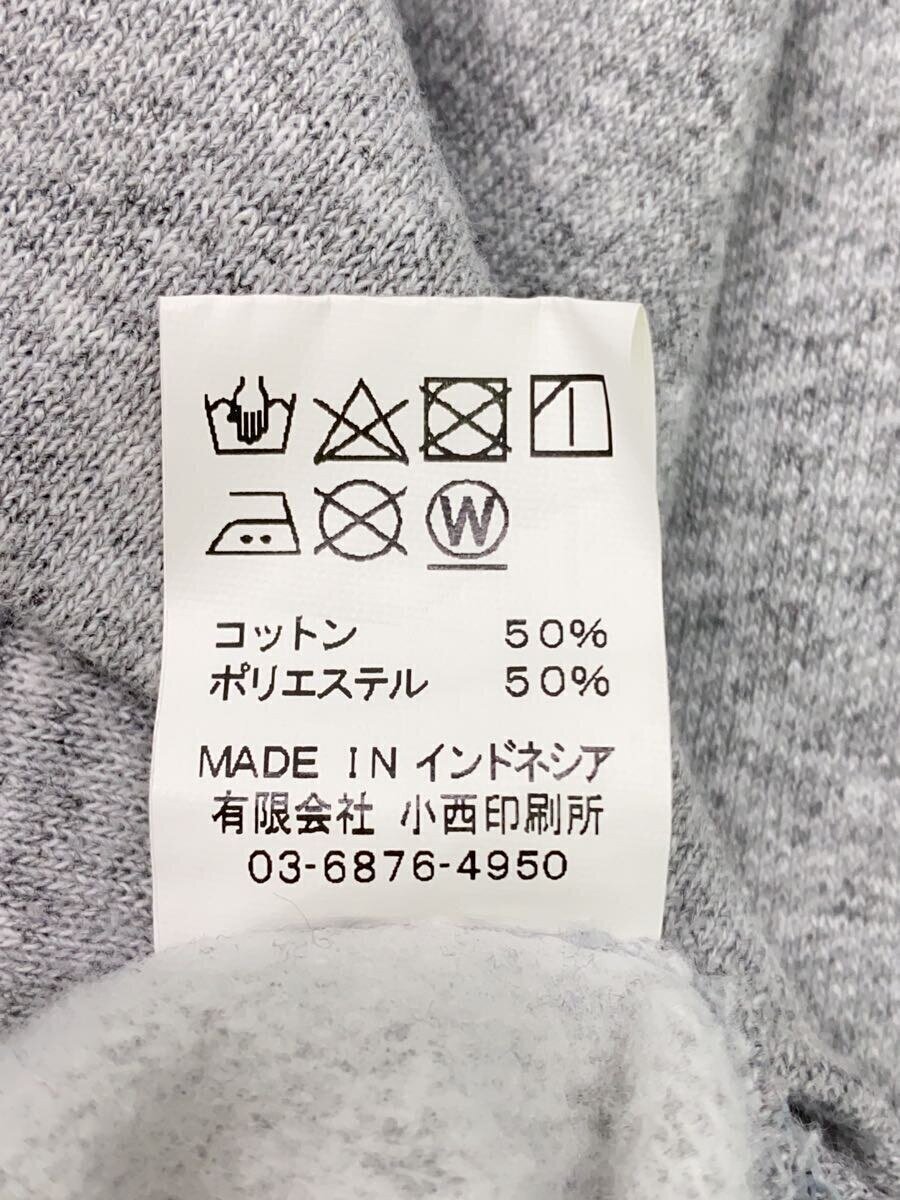 W
コットン 50%
ポリエステル 50%
MADE IN インドネシア
有限会社 小西印刷所
03-6876-4950